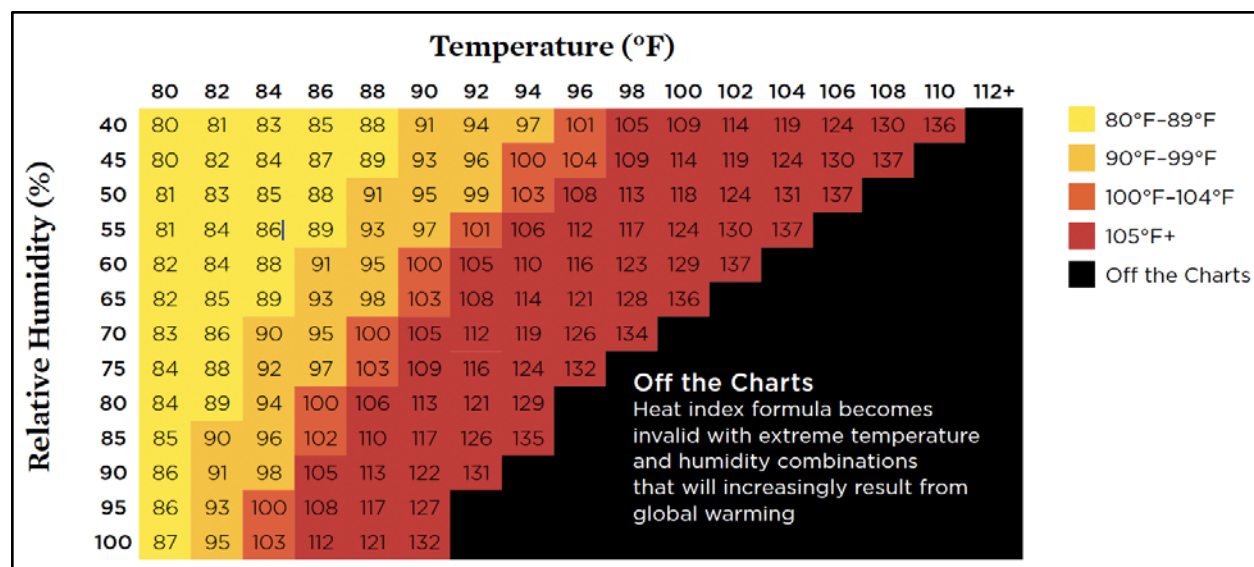 Temperature (°F)
80 82 84 86 88 90 92 94 96 98 100 102 104 106 108 110 112+
40 80 81 83 85 88 91 94 97 101 105 109 114 119 124 130 136
45 80 82 84 87 89 93 96 100 104 109 114 119 124 130 137
50 81 83 85 88 91 95 99 103 108 113 118 124 131 137
55 81 84 86 89 93 97 101 106 112 117 124 130 137
60 82 84 88 91 95 100 105 110 116 123 129 137
65 82 85 89 93 98 103 108 114 121 128 136
70 83 86 90 95 100 105 112 119 126 134
75 84 88 92 97 103 109 116 124 132
80 84 89 94 100 106 113 121 129
85 85 90 96 102 110 117 126 135
90 86 91 98 105 113 122 131
95 86 93 100 108 117 127
100 87 95 103 112 121 132
Relative Humidity (%)
Off the Charts
Heat index formula becomes
invalid with extreme temperature
and humidity combinations
that will increasingly result from
global warming
80°F–89°F
90°F–99°F
100°F–104°F
105°F+
Off the Charts